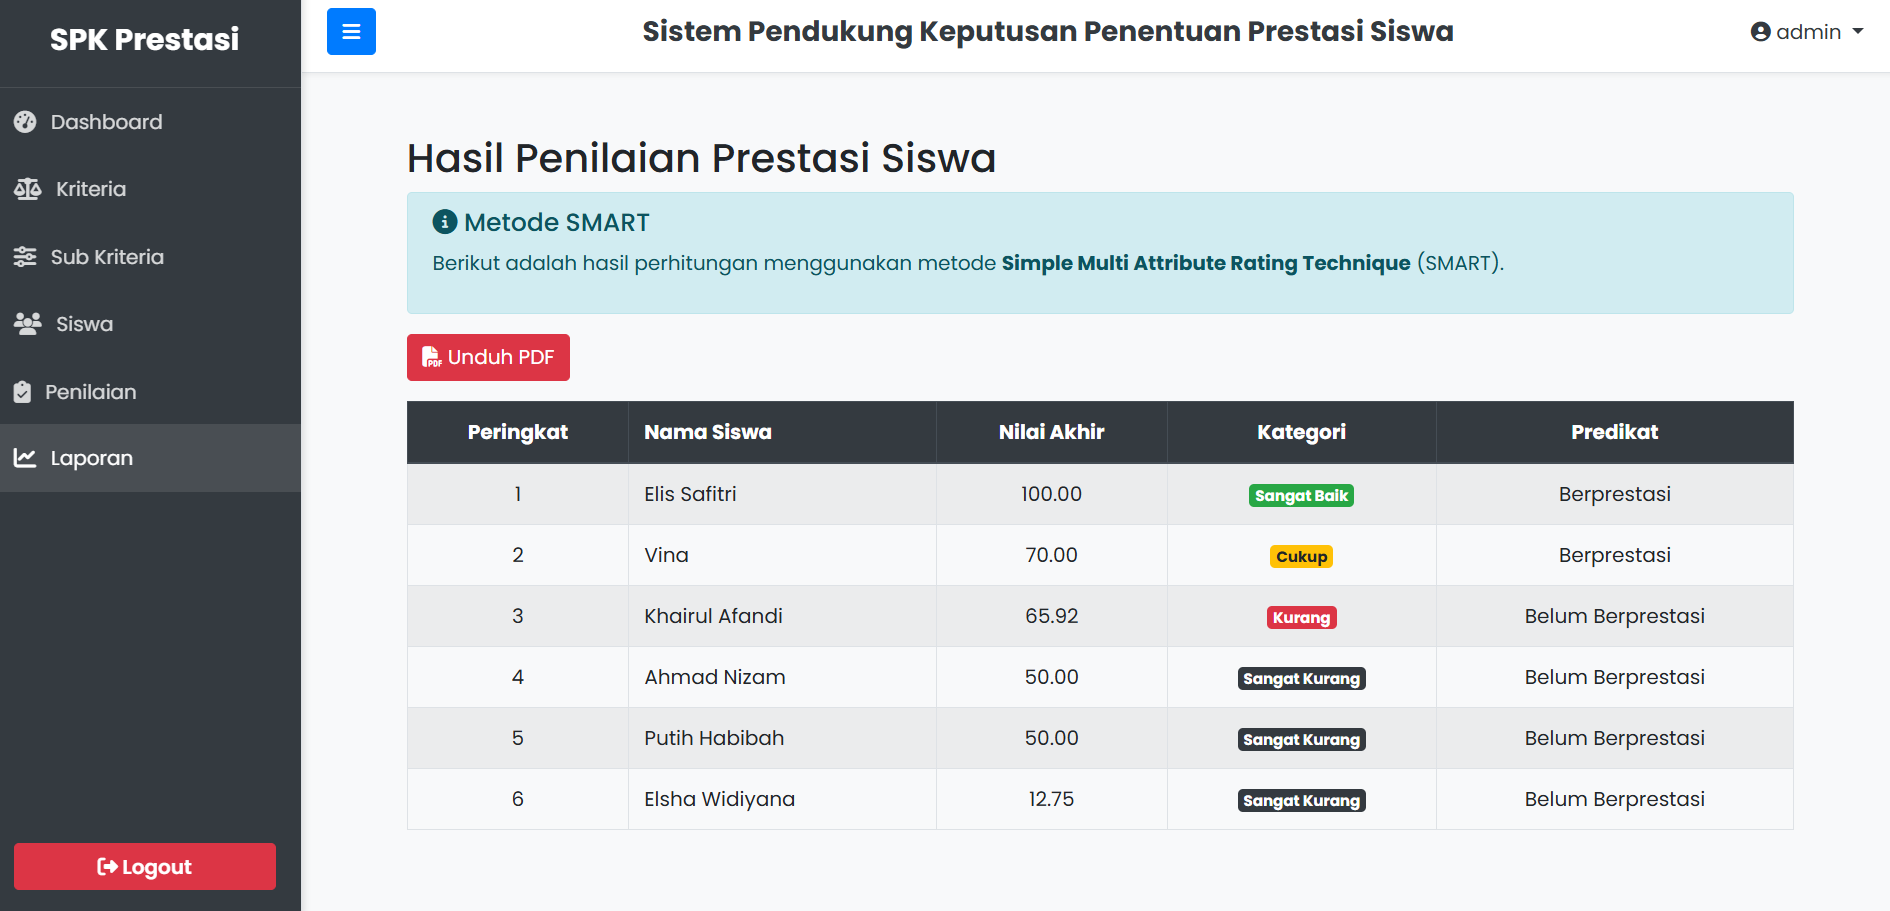 SPK Prestasi
Dashboard
Kriteria
Sub Kriteria
Siswa
Penilaian
Laporan
Logout
Sistem Pendukung Keputusan Penentuan Prestasi Siswa
admin
Hasil Penilaian Prestasi Siswa
Metode SMART
Berikut adalah hasil perhitungan menggunakan metode Simple Multi Attribute Rating Technique (SMART).
PDF Unduh PDF
Peringkat Nama Siswa Nilai Akhir Kategori Predikat
1 Elis Safitri 100.00 Sangat Baik Berprestasi
2 Vina 70.00 Cukup Berprestasi
3 Khairul Afandi 65.92 Kurang Belum Berprestasi
4 Ahmad Nizam 50.00 Sangat Kurang Belum Berprestasi
5 Putih Habibah 50.00 Sangat Kurang Belum Berprestasi
6 Elsha Widiyana 12.75 Sangat Kurang Belum Berprestasi